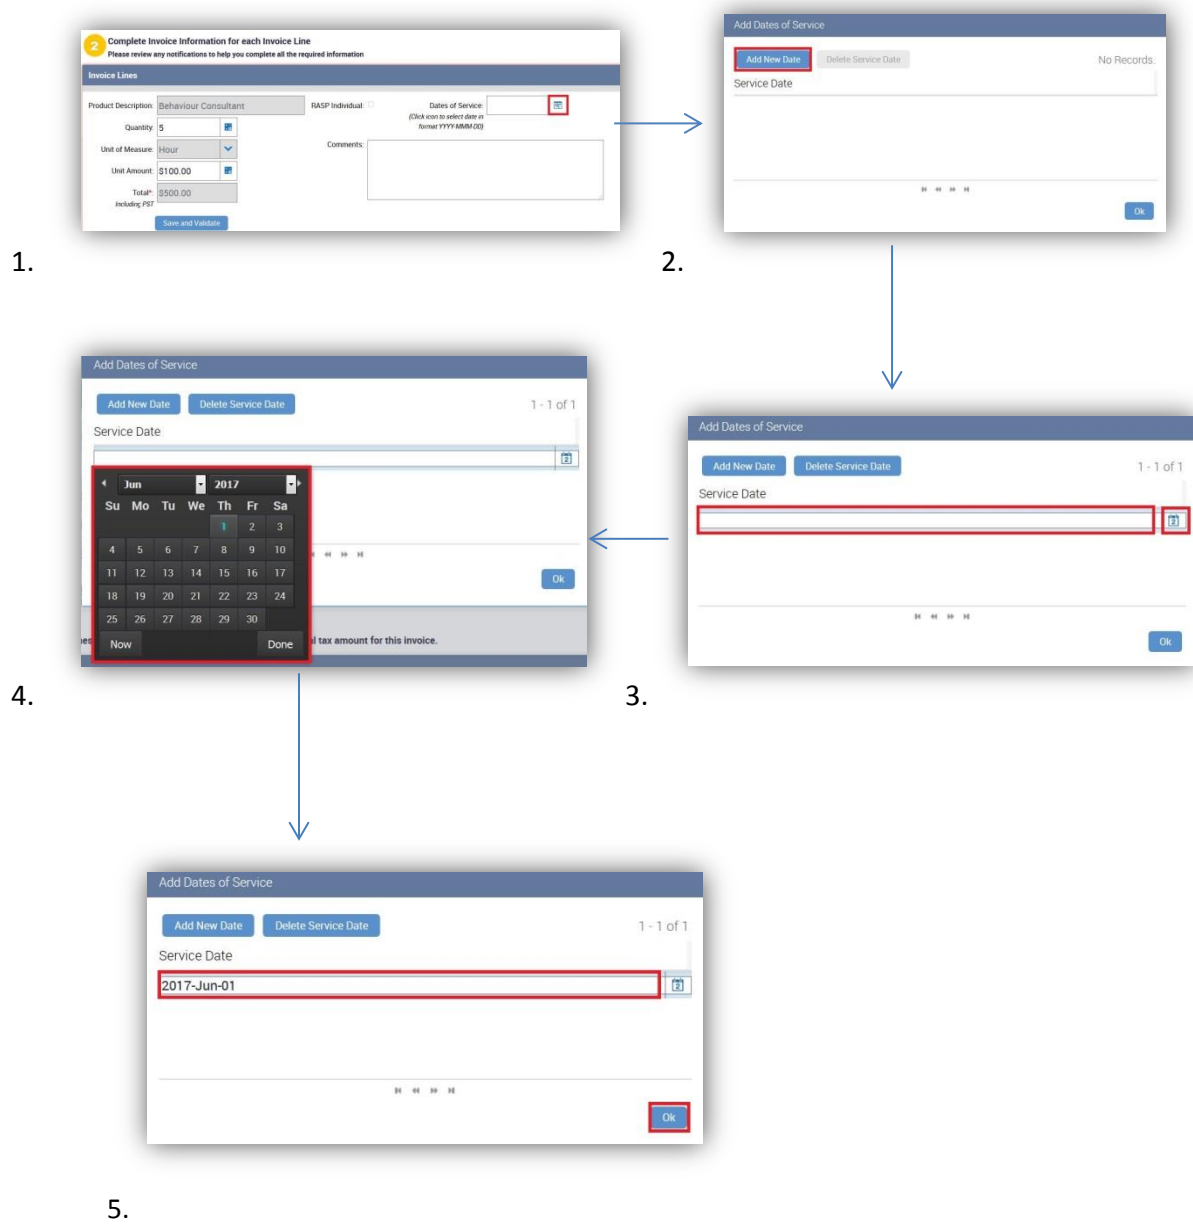 2 Complete Invoice Information for each Invoice Line
Please review any notifications to help you complete all the required information
Invoice Lines
Product Description: Behaviour Consultant
RASP Individual:
Dates of Service:
(Click icon to select date in
format YYYY-MMM-DD)
Quantity: 5
Unit of Measure: Hour
Comments:
Unit Amount: $100.00
Total*: $500.00
Including PST
Save and Validate
1.
Add Dates of Service
Add New Date Delete Service Date No Records.
Service Date
Ok
2.
Add Dates of Service
Add New Date Delete Service Date 1 - 1 of 1
Service Date
2
Ok
3.
Add Dates of Service
Add New Date Delete Service Date 1 - 1 of 1
Service Date
2
Jun 2017
Su Mo Tu We Th Fr Sa
1 2 3
4 5 6 7 8 9 10
11 12 13 14 15 16 17
18 19 20 21 22 23 24
25 26 27 28 29 30
Now Done
Ok
tax amount for this invoice.
4.
Add Dates of Service
Add New Date Delete Service Date 1 - 1 of 1
Service Date
2017-Jun-01 2
Ok
5.